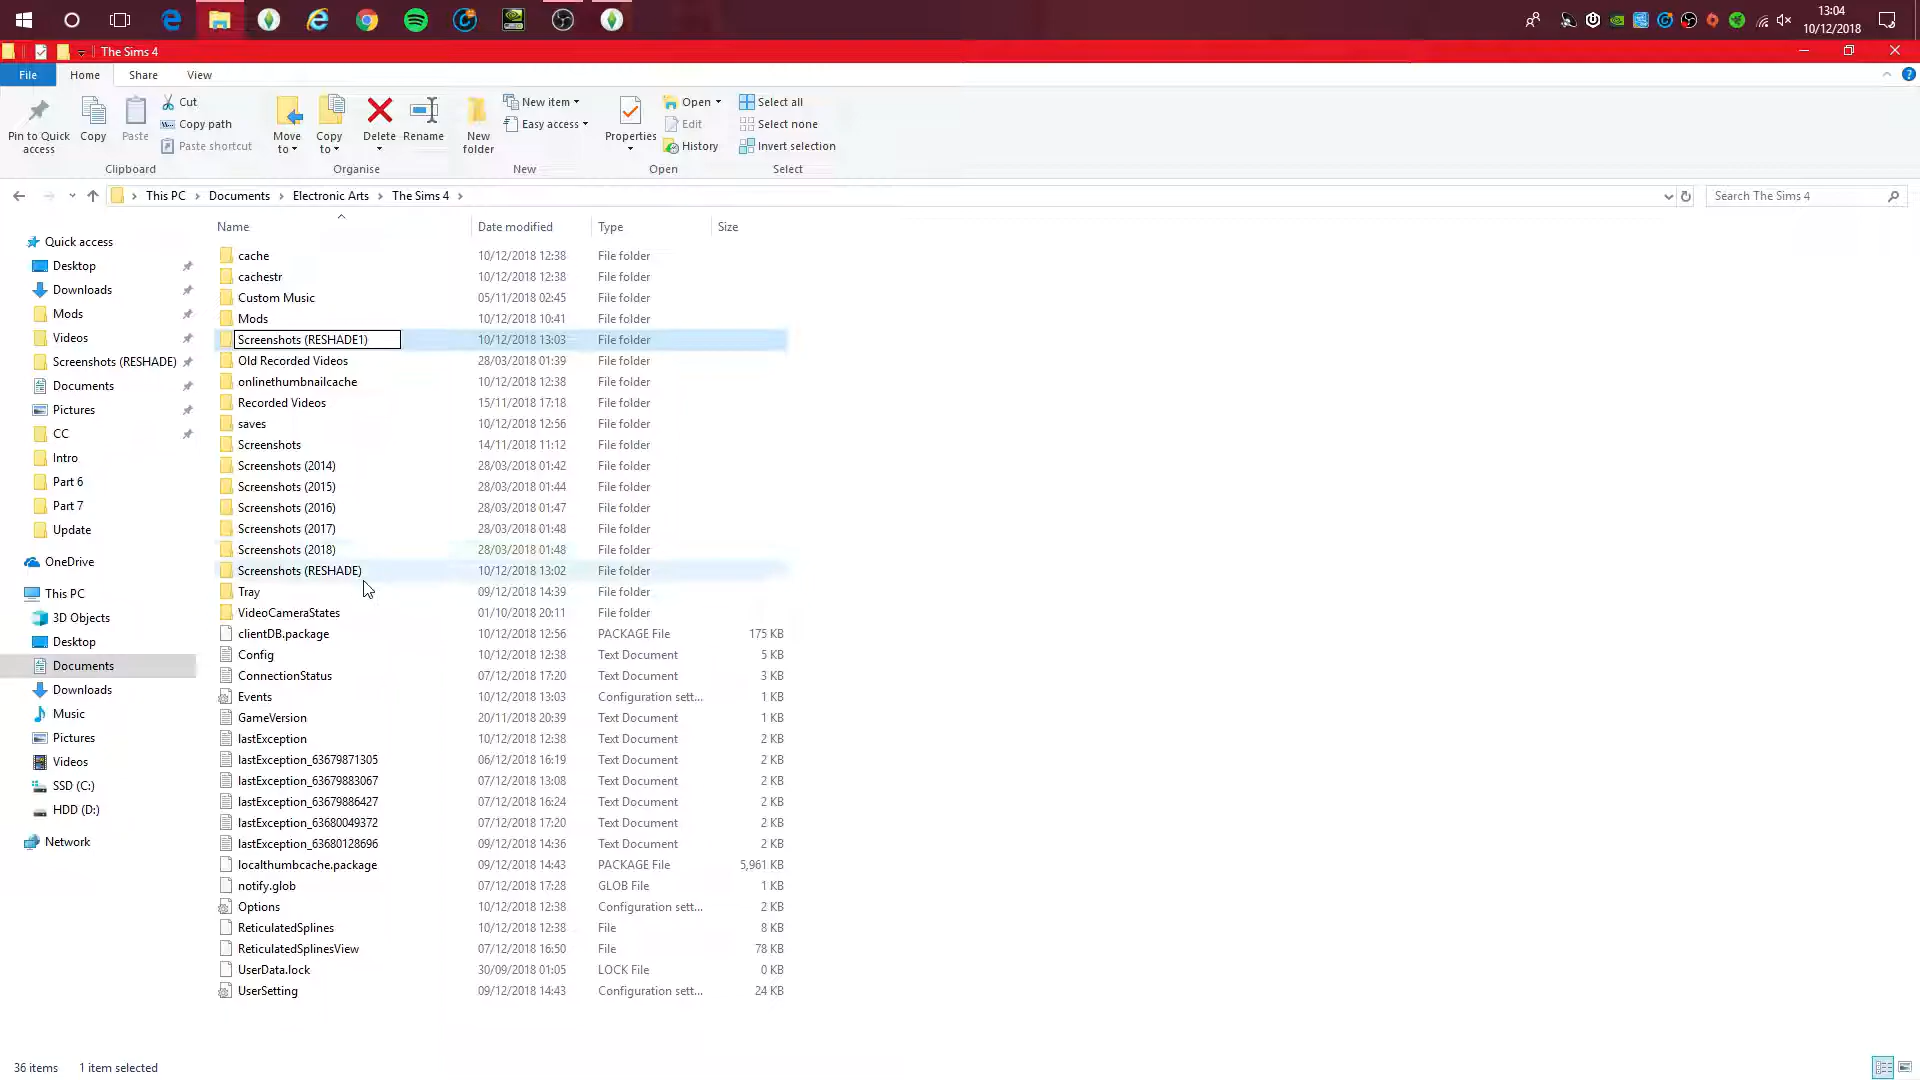 13:04
10/12/2018
The Sims 4
File Home Share View
Pin to Quick access
Copy
Paste
Cut
Copy path
Paste shortcut
Clipboard
Move to
Copy to
Delete
Rename
Organise
New folder
New item
Easy access
New
Properties
Open
Edit
History
Open
Select all
Select none
Invert selection
Select
This PC Documents Electronic Arts The Sims 4
Search The Sims 4
Quick access
Desktop
Downloads
Mods
Videos
Screenshots (RESHADE)
Documents
Pictures
CC
Intro
Part 6
Part 7
Update
OneDrive
This PC
3D Objects
Desktop
Documents
Downloads
Music
Pictures
Videos
SSD (C:)
HDD (D:)
Network
Name Date modified Type Size
cache 10/12/2018 12:38 File folder
cachestr 10/12/2018 12:38 File folder
Custom Music 05/11/2018 02:45 File folder
Mods 10/12/2018 10:41 File folder
Screenshots (RESHADE1) 10/12/2018 13:03 File folder
Old Recorded Videos 28/03/2018 01:39 File folder
onlinethumbnailcache 10/12/2018 12:38 File folder
Recorded Videos 15/11/2018 17:18 File folder
saves 10/12/2018 12:56 File folder
Screenshots 14/11/2018 11:12 File folder
Screenshots (2014) 28/03/2018 01:42 File folder
Screenshots (2015) 28/03/2018 01:44 File folder
Screenshots (2016) 28/03/2018 01:47 File folder
Screenshots (2017) 28/03/2018 01:48 File folder
Screenshots (2018) 28/03/2018 01:48 File folder
Screenshots (RESHADE) 10/12/2018 13:02 File folder
Tray 09/12/2018 14:39 File folder
VideoCameraStates 01/10/2018 20:11 File folder
clientDB.package 10/12/2018 12:56 PACKAGE File 175 KB
Config 10/12/2018 12:38 Text Document 5 KB
ConnectionStatus 07/12/2018 17:20 Text Document 3 KB
Events 10/12/2018 13:03 Configuration sett... 1 KB
GameVersion 20/11/2018 20:39 Text Document 1 KB
lastException 10/12/2018 12:38 Text Document 2 KB
lastException_63679871305 06/12/2018 16:19 Text Document 2 KB
lastException_63679883067 07/12/2018 13:08 Text Document 2 KB
lastException_63679886427 07/12/2018 16:24 Text Document 2 KB
lastException_63680049372 07/12/2018 17:20 Text Document 2 KB
lastException_63680128696 09/12/2018 14:36 Text Document 2 KB
localthumbcache.package 09/12/2018 14:43 PACKAGE File 5,961 KB
notify.glob 07/12/2018 17:28 GLOB File 1 KB
Options 10/12/2018 12:38 Configuration sett... 2 KB
ReticulatedSplines 10/12/2018 12:38 File 8 KB
ReticulatedSplinesView 07/12/2018 16:50 File 78 KB
UserData.lock 30/09/2018 01:05 LOCK File 0 KB
UserSetting 09/12/2018 14:43 Configuration sett... 24 KB
36 items 1 item selected